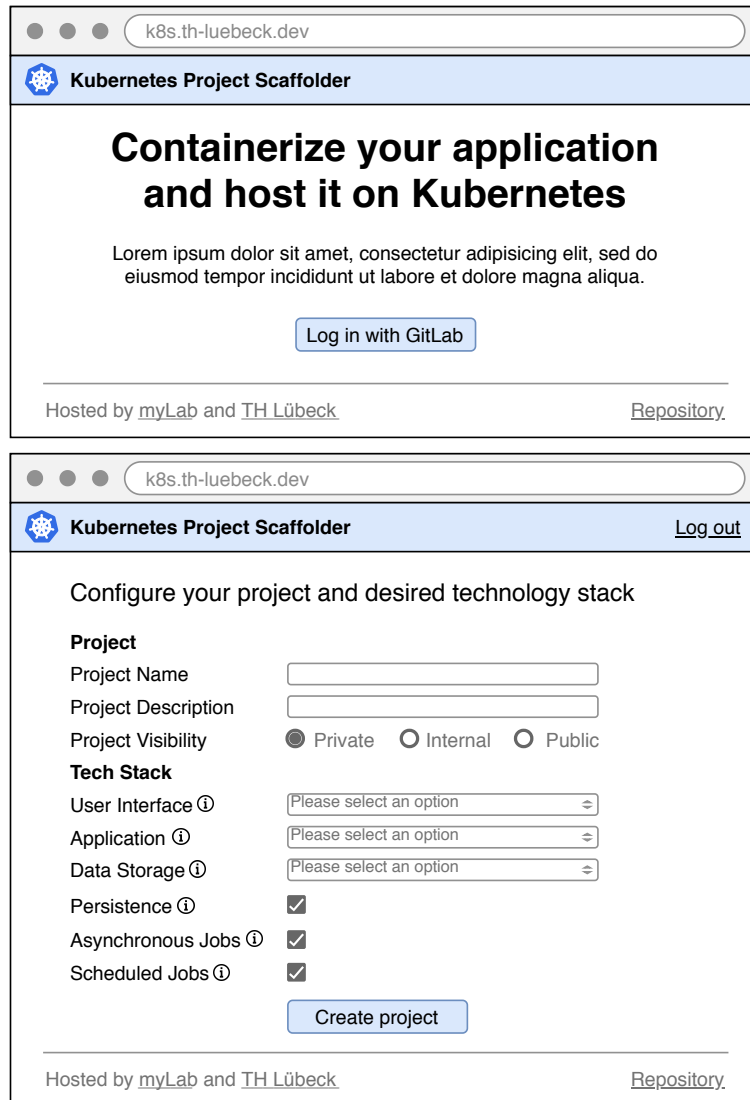 k8s.th-luebeck.dev
Kubernetes Project Scaffolder
Containerize your application
and host it on Kubernetes
Lorem ipsum dolor sit amet, consectetur adipisicing elit, sed do
eiusmod tempor incididunt ut labore et dolore magna aliqua.
Log in with GitLab
Hosted by myLab and TH Lübeck Repository
k8s.th-luebeck.dev
Kubernetes Project Scaffolder Log out
Configure your project and desired technology stack
Project
Project Name
Project Description
Project Visibility Private Internal Public
Tech Stack
User Interface Please select an option
Application Please select an option
Data Storage Please select an option
Persistence
Asynchronous Jobs
Scheduled Jobs
Create project
Hosted by myLab and TH Lübeck Repository